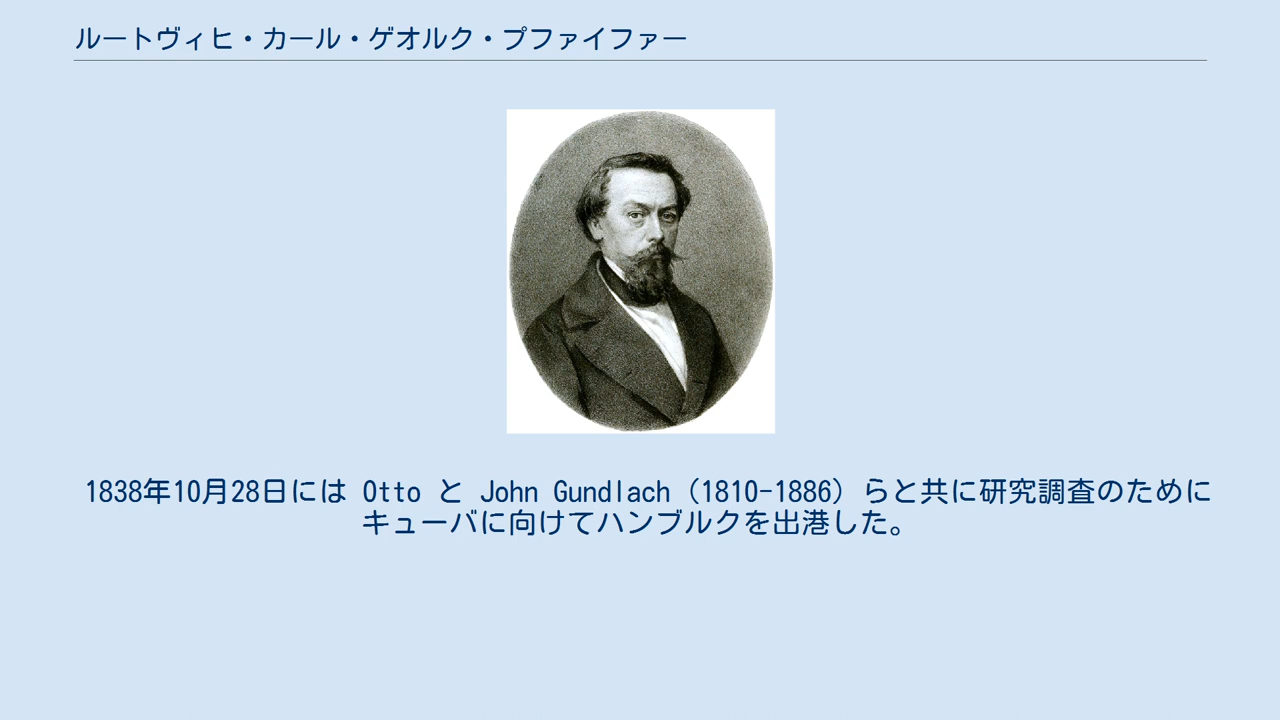 ルートヴィヒ・カール・ゲオルク・プファイファー
1838年10月28日には Otto と John Gundlach（1810-1886）らと共に研究調査のために
キューバに向けてハンブルクを出港した。